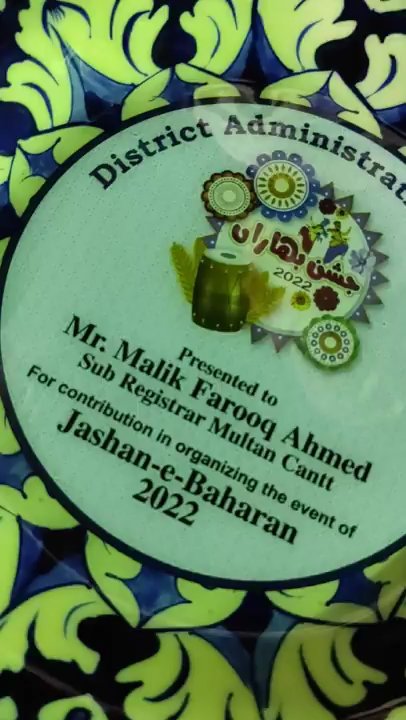 District Administrat
جشنِ بہاراں
2022
Presented to
Mr. Malik Farooq Ahmed
Sub Registrar Multan Cantt
For contribution in organizing the event of
Jashan-e-Baharan
2022